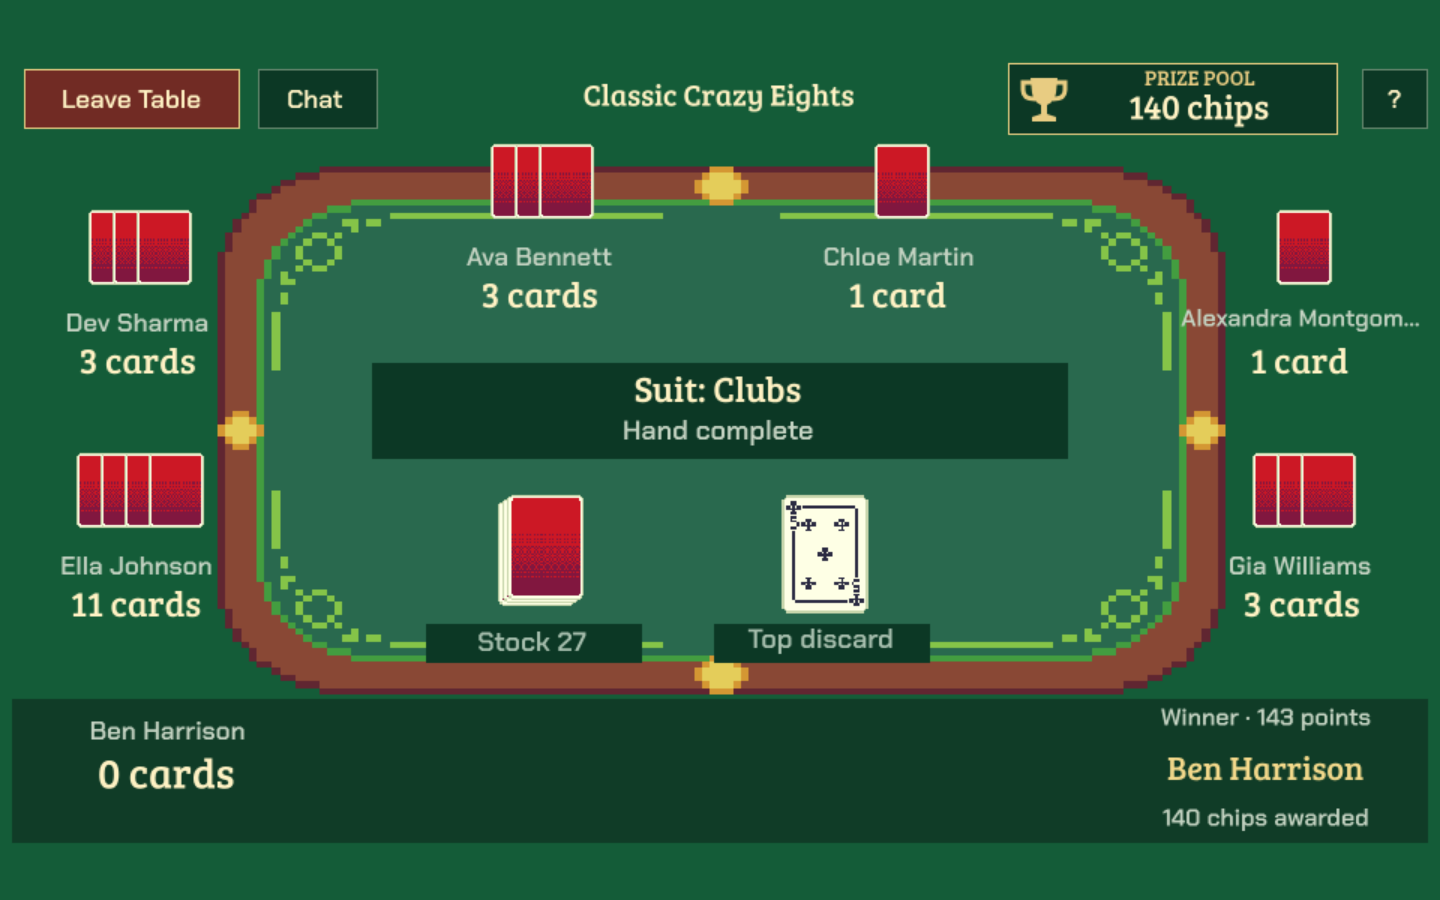 Leave Table
Chat
Classic Crazy Eights
PRIZE POOL
140 chips
?
Ava Bennett
3 cards
Chloe Martin
1 card
Dev Sharma
3 cards
Alexandra Montgom...
1 card
Suit: Clubs
Hand complete
Ella Johnson
11 cards
Gia Williams
3 cards
5
5
Stock 27
Top discard
Ben Harrison
0 cards
Winner · 143 points
Ben Harrison
140 chips awarded